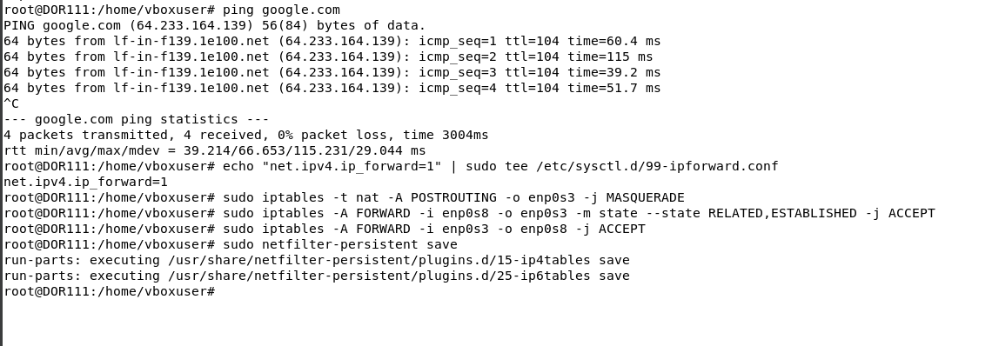 root@DOR111:/home/vboxuser# ping google.com
PING google.com (64.233.164.139) 56(84) bytes of data.
64 bytes from lf-in-f139.1e100.net (64.233.164.139): icmp_seq=1 ttl=104 time=60.4 ms
64 bytes from lf-in-f139.1e100.net (64.233.164.139): icmp_seq=2 ttl=104 time=115 ms
64 bytes from lf-in-f139.1e100.net (64.233.164.139): icmp_seq=3 ttl=104 time=39.2 ms
64 bytes from lf-in-f139.1e100.net (64.233.164.139): icmp_seq=4 ttl=104 time=51.7 ms
^C
--- google.com ping statistics ---
4 packets transmitted, 4 received, 0% packet loss, time 3004ms
rtt min/avg/max/mdev = 39.214/66.653/115.231/29.044 ms
root@DOR111:/home/vboxuser# echo "net.ipv4.ip_forward=1" | sudo tee /etc/sysctl.d/99-ipforward.conf
net.ipv4.ip_forward=1
root@DOR111:/home/vboxuser# sudo iptables -t nat -A POSTROUTING -o enp0s3 -j MASQUERADE
root@DOR111:/home/vboxuser# sudo iptables -A FORWARD -i enp0s8 -o enp0s3 -m state --state RELATED,ESTABLISHED -j ACCEPT
root@DOR111:/home/vboxuser# sudo iptables -A FORWARD -i enp0s3 -o enp0s8 -j ACCEPT
root@DOR111:/home/vboxuser# sudo netfilter-persistent save
run-parts: executing /usr/share/netfilter-persistent/plugins.d/15-ip4tables save
run-parts: executing /usr/share/netfilter-persistent/plugins.d/25-ip6tables save
root@DOR111:/home/vboxuser#